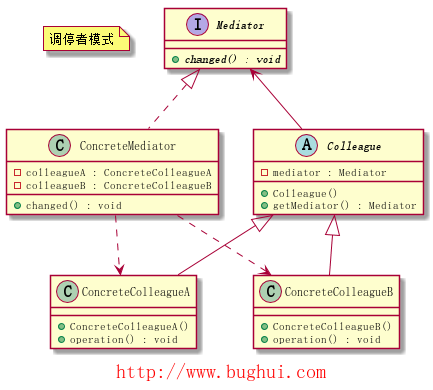 调停者模式
I Mediator
changed() : void
C ConcreteMediator
colleagueA : ConcreteColleagueA
colleagueB : ConcreteColleagueB
changed() : void
A Colleague
mediator : Mediator
Colleague()
getMediator() : Mediator
C ConcreteColleagueA
ConcreteColleagueA()
operation() : void
C ConcreteColleagueB
ConcreteColleagueB()
operation() : void
http://www.bughui.com